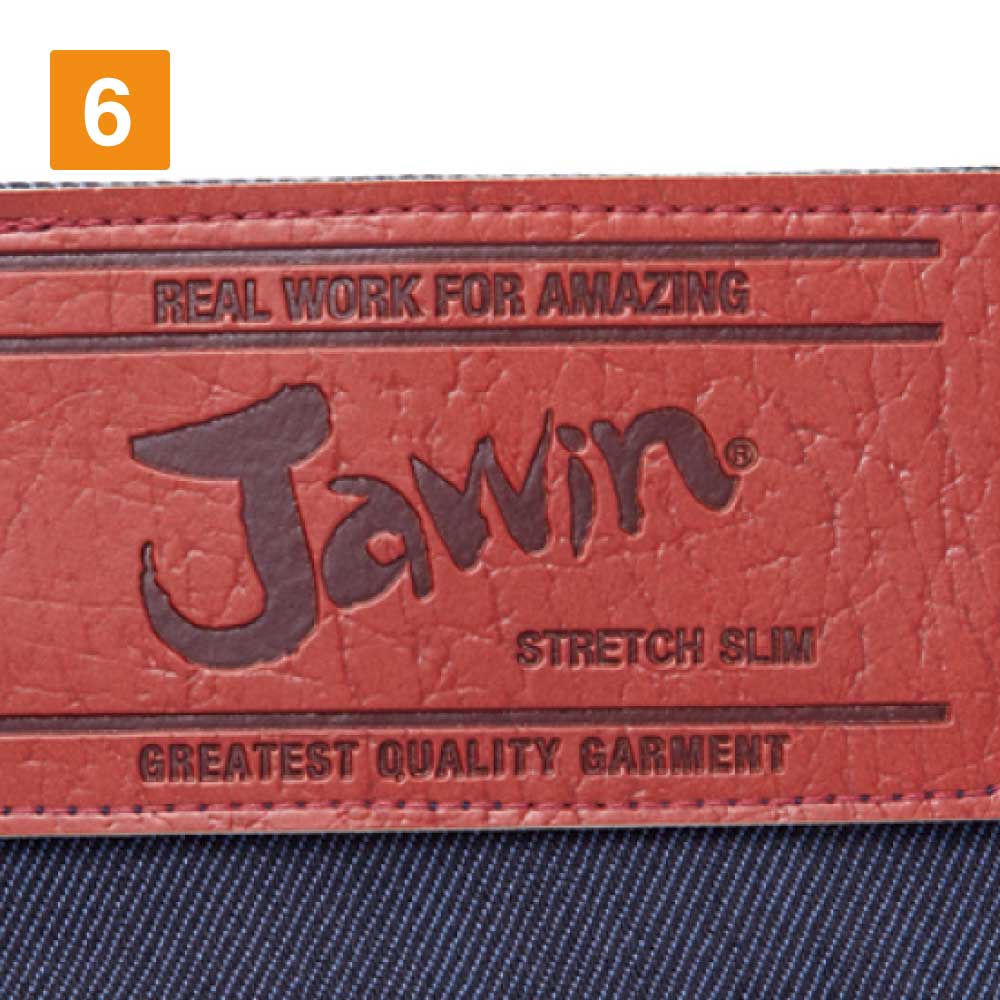 6
REAL WORK FOR AMAZING
Jawin®
STRETCH SLIM
GREATEST QUALITY GARMENT